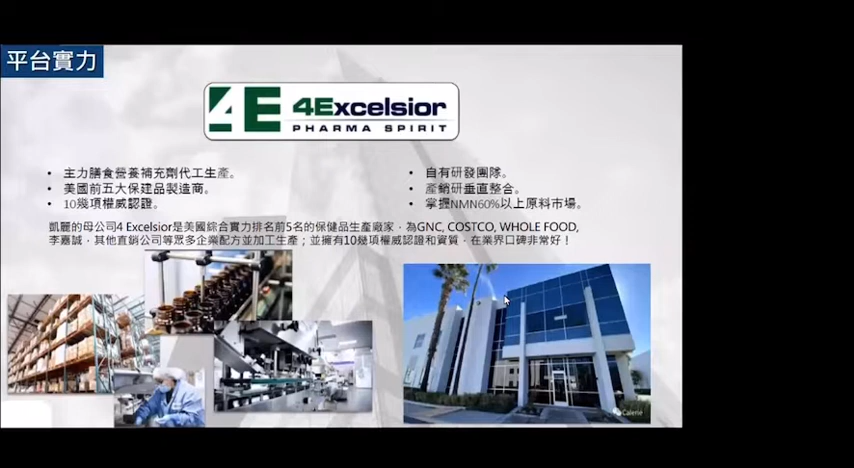 平台實力
4E 4Excelsior
PHARMA SPIRIT
• 主力膳食營養補充劑代工生產。
• 美國前五大保建品製造商。
• 10幾項權威認證。
• 自有研發團隊。
• 產銷研垂直整合。
• 掌握NMN60%以上原料市場。
凱麗的母公司4 Excelsior是美國綜合實力排名前5名的保健品生產廠家，為GNC, COSTCO, WHOLE FOOD,
李嘉誠，其他直銷公司等眾多企業配方並加工生產；並擁有10幾項權威認證和資質，在業界口碑非常好！
Calerie